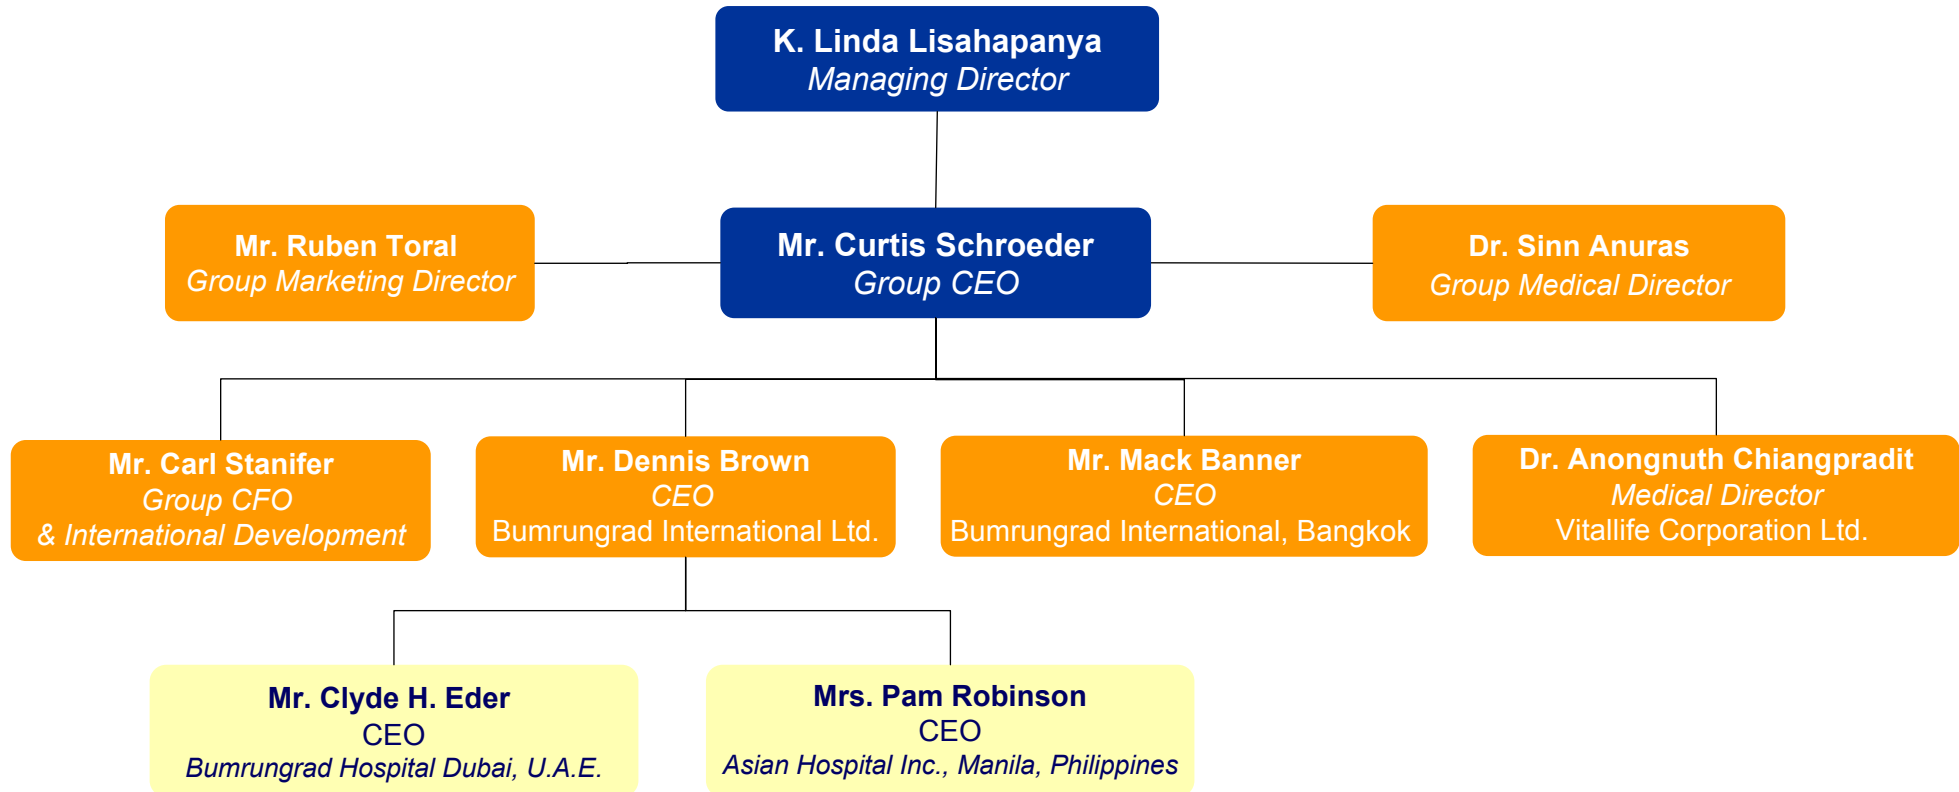 K. Linda Lisahapanya
Managing Director
Mr. Ruben Toral
Group Marketing Director
Mr. Curtis Schroeder
Group CEO
Dr. Sinn Anuras
Group Medical Director
Mr. Carl Stanifer
Group CFO
& International Development
Mr. Dennis Brown
CEO
Bumrungrad International Ltd.
Mr. Mack Banner
CEO
Bumrungrad International, Bangkok
Dr. Anongnuth Chiangpradit
Medical Director
Vitallife Corporation Ltd.
Mr. Clyde H. Eder
CEO
Bumrungrad Hospital Dubai, U.A.E.
Mrs. Pam Robinson
CEO
Asian Hospital Inc., Manila, Philippines